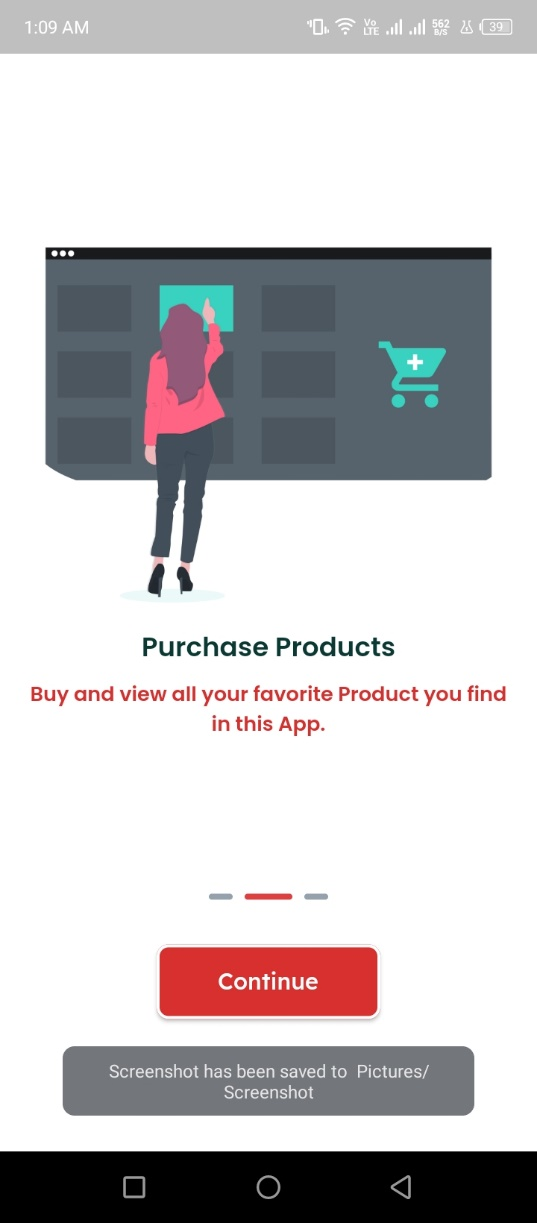 1:09 AM
Vo
LTE
562
B/S
39
Purchase Products
Buy and view all your favorite Product you find
in this App.
Continue
Screenshot has been saved to  Pictures/
Screenshot